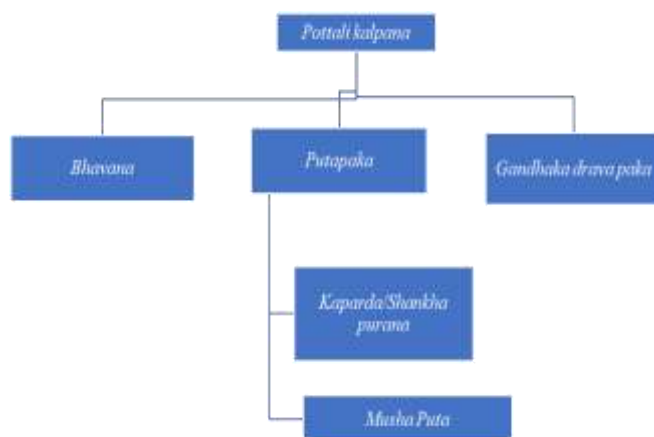 Pottali kalpana
Bhavana
Putapaka
Gandhaka drava paka
Kaparda/Shankha
purana
Musha Puta